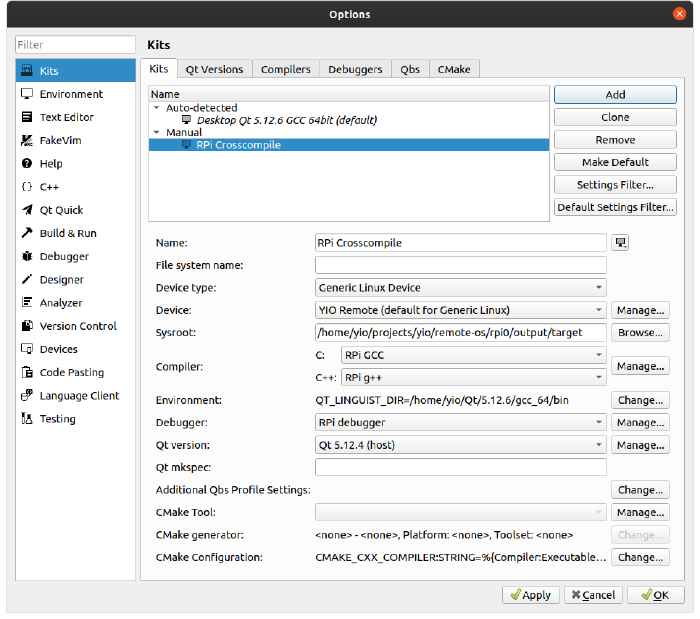 Options
Filter
Kits
Environment
Text Editor
FakeVim
Help
C++
Qt Quick
Build & Run
Debugger
Designer
Analyzer
Version Control
Devices
Code Pasting
Language Client
Testing
Kits
Kits Qt Versions Compilers Debuggers Qbs CMake
Name
Auto-detected
Desktop Qt 5.12.6 GCC 64bit (default)
Manual
RPi Crosscompile
Add
Clone
Remove
Make Default
Settings Filter...
Default Settings Filter...
Name: RPi Crosscompile
File system name:
Device type: Generic Linux Device
Device: YIO Remote (default for Generic Linux) Manage...
Sysroot: /home/yio/projects/yio/remote-os/rpi0/output/target Browse...
Compiler: C: RPi GCC Manage...
C++: RPi g++
Environment: QT_LINGUIST_DIR=/home/yio/Qt/5.12.6/gcc_64/bin Change...
Debugger: RPi debugger Manage...
Qt version: Qt 5.12.4 (host) Manage...
Qt mkspec:
Additional Qbs Profile Settings: Change...
CMake Tool: Manage...
CMake generator: <none> - <none>, Platform: <none>, Toolset: <none> Change...
CMake Configuration: CMAKE_CXX_COMPILER:STRING=%{Compiler:Executable... Change...
Apply Cancel OK